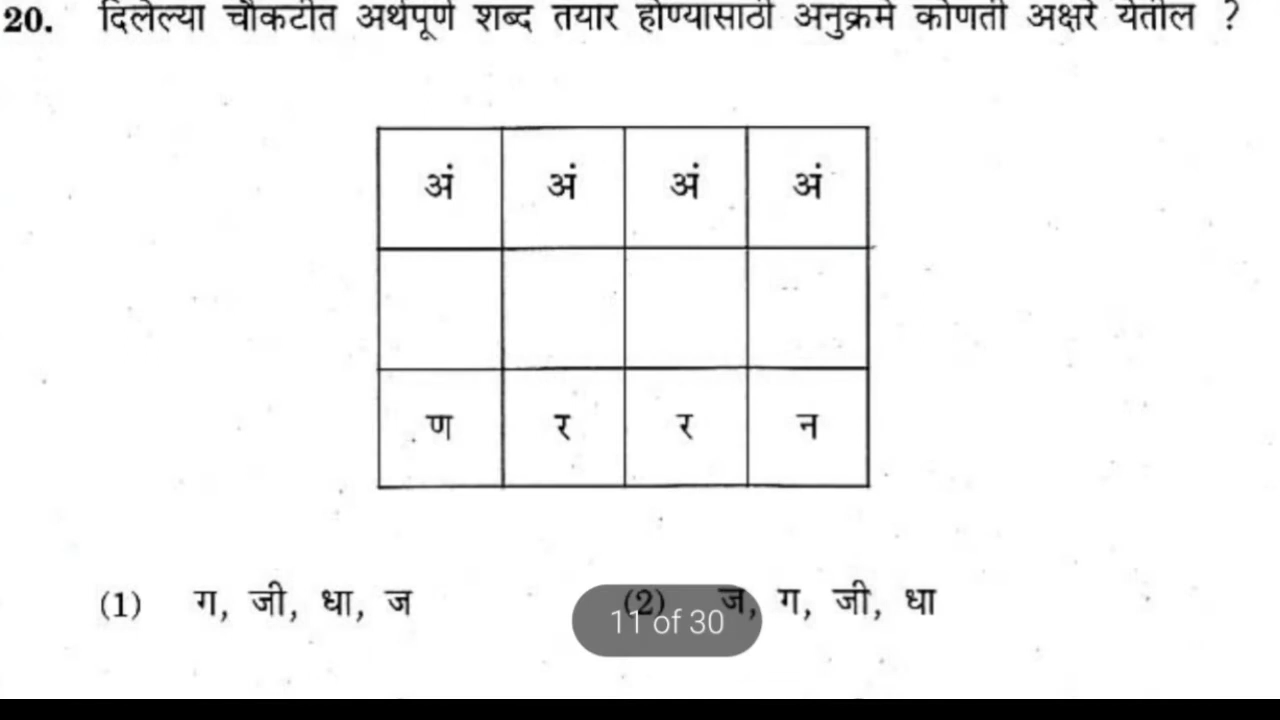 20. दिलेल्या चौकटीत अर्थपूर्ण शब्द तयार होण्यासाठी अनुक्रमे कोणती अक्षरे येतील ?
अं अं अं अं
ण र र न
(1) ग, जी, धा, ज (2) ज, ग, जी, धा
11 of 30